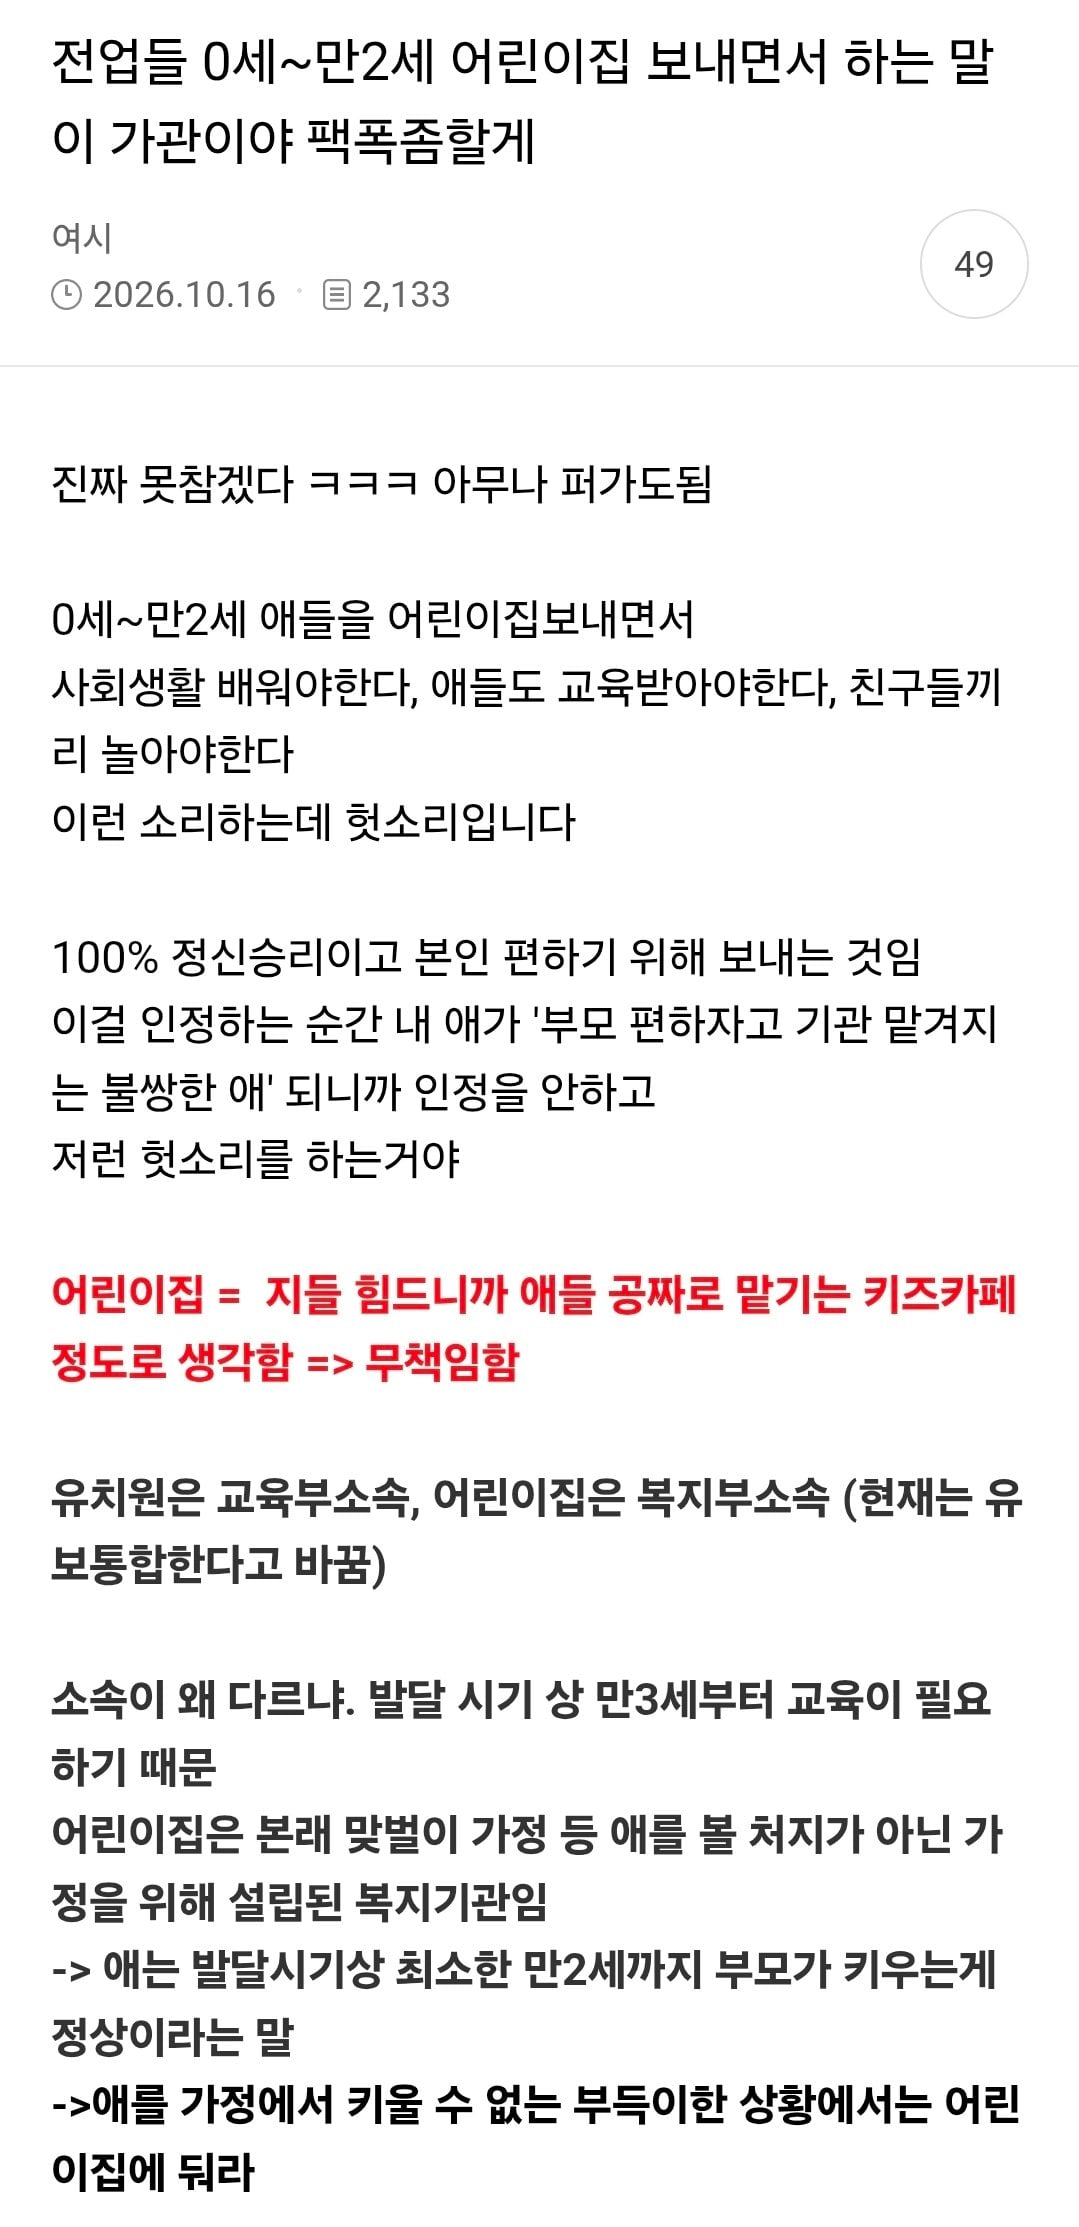 전업들 0세~만2세 어린이집 보내면서 하는 말
이 가관이야 팩폭좀할게
여시
2026.10.16 · 2,133
49
진짜 못참겠다 ㅋㅋㅋ 아무나 퍼가도됨
0세~만2세 애들을 어린이집보내면서
사회생활 배워야한다, 애들도 교육받아야한다, 친구들끼
리 놀아야한다
이런 소리하는데 헛소리입니다
100% 정신승리이고 본인 편하기 위해 보내는 것임
이걸 인정하는 순간 내 애가 '부모 편하자고 기관 맡겨지
는 불쌍한 애' 되니까 인정을 안하고
저런 헛소리를 하는거야
어린이집 = 지들 힘드니까 애들 공짜로 맡기는 키즈카페
정도로 생각함 => 무책임함
유치원은 교육부소속, 어린이집은 복지부소속 (현재는 유
보통합한다고 바꿈)
소속이 왜 다르냐. 발달 시기 상 만3세부터 교육이 필요
하기 때문
어린이집은 본래 맞벌이 가정 등 애를 볼 처지가 아닌 가
정을 위해 설립된 복지기관임
-> 애는 발달시기상 최소한 만2세까지 부모가 키우는게
정상이라는 말
->애를 가정에서 키울 수 없는 부득이한 상황에서는 어린
이집에 둬라